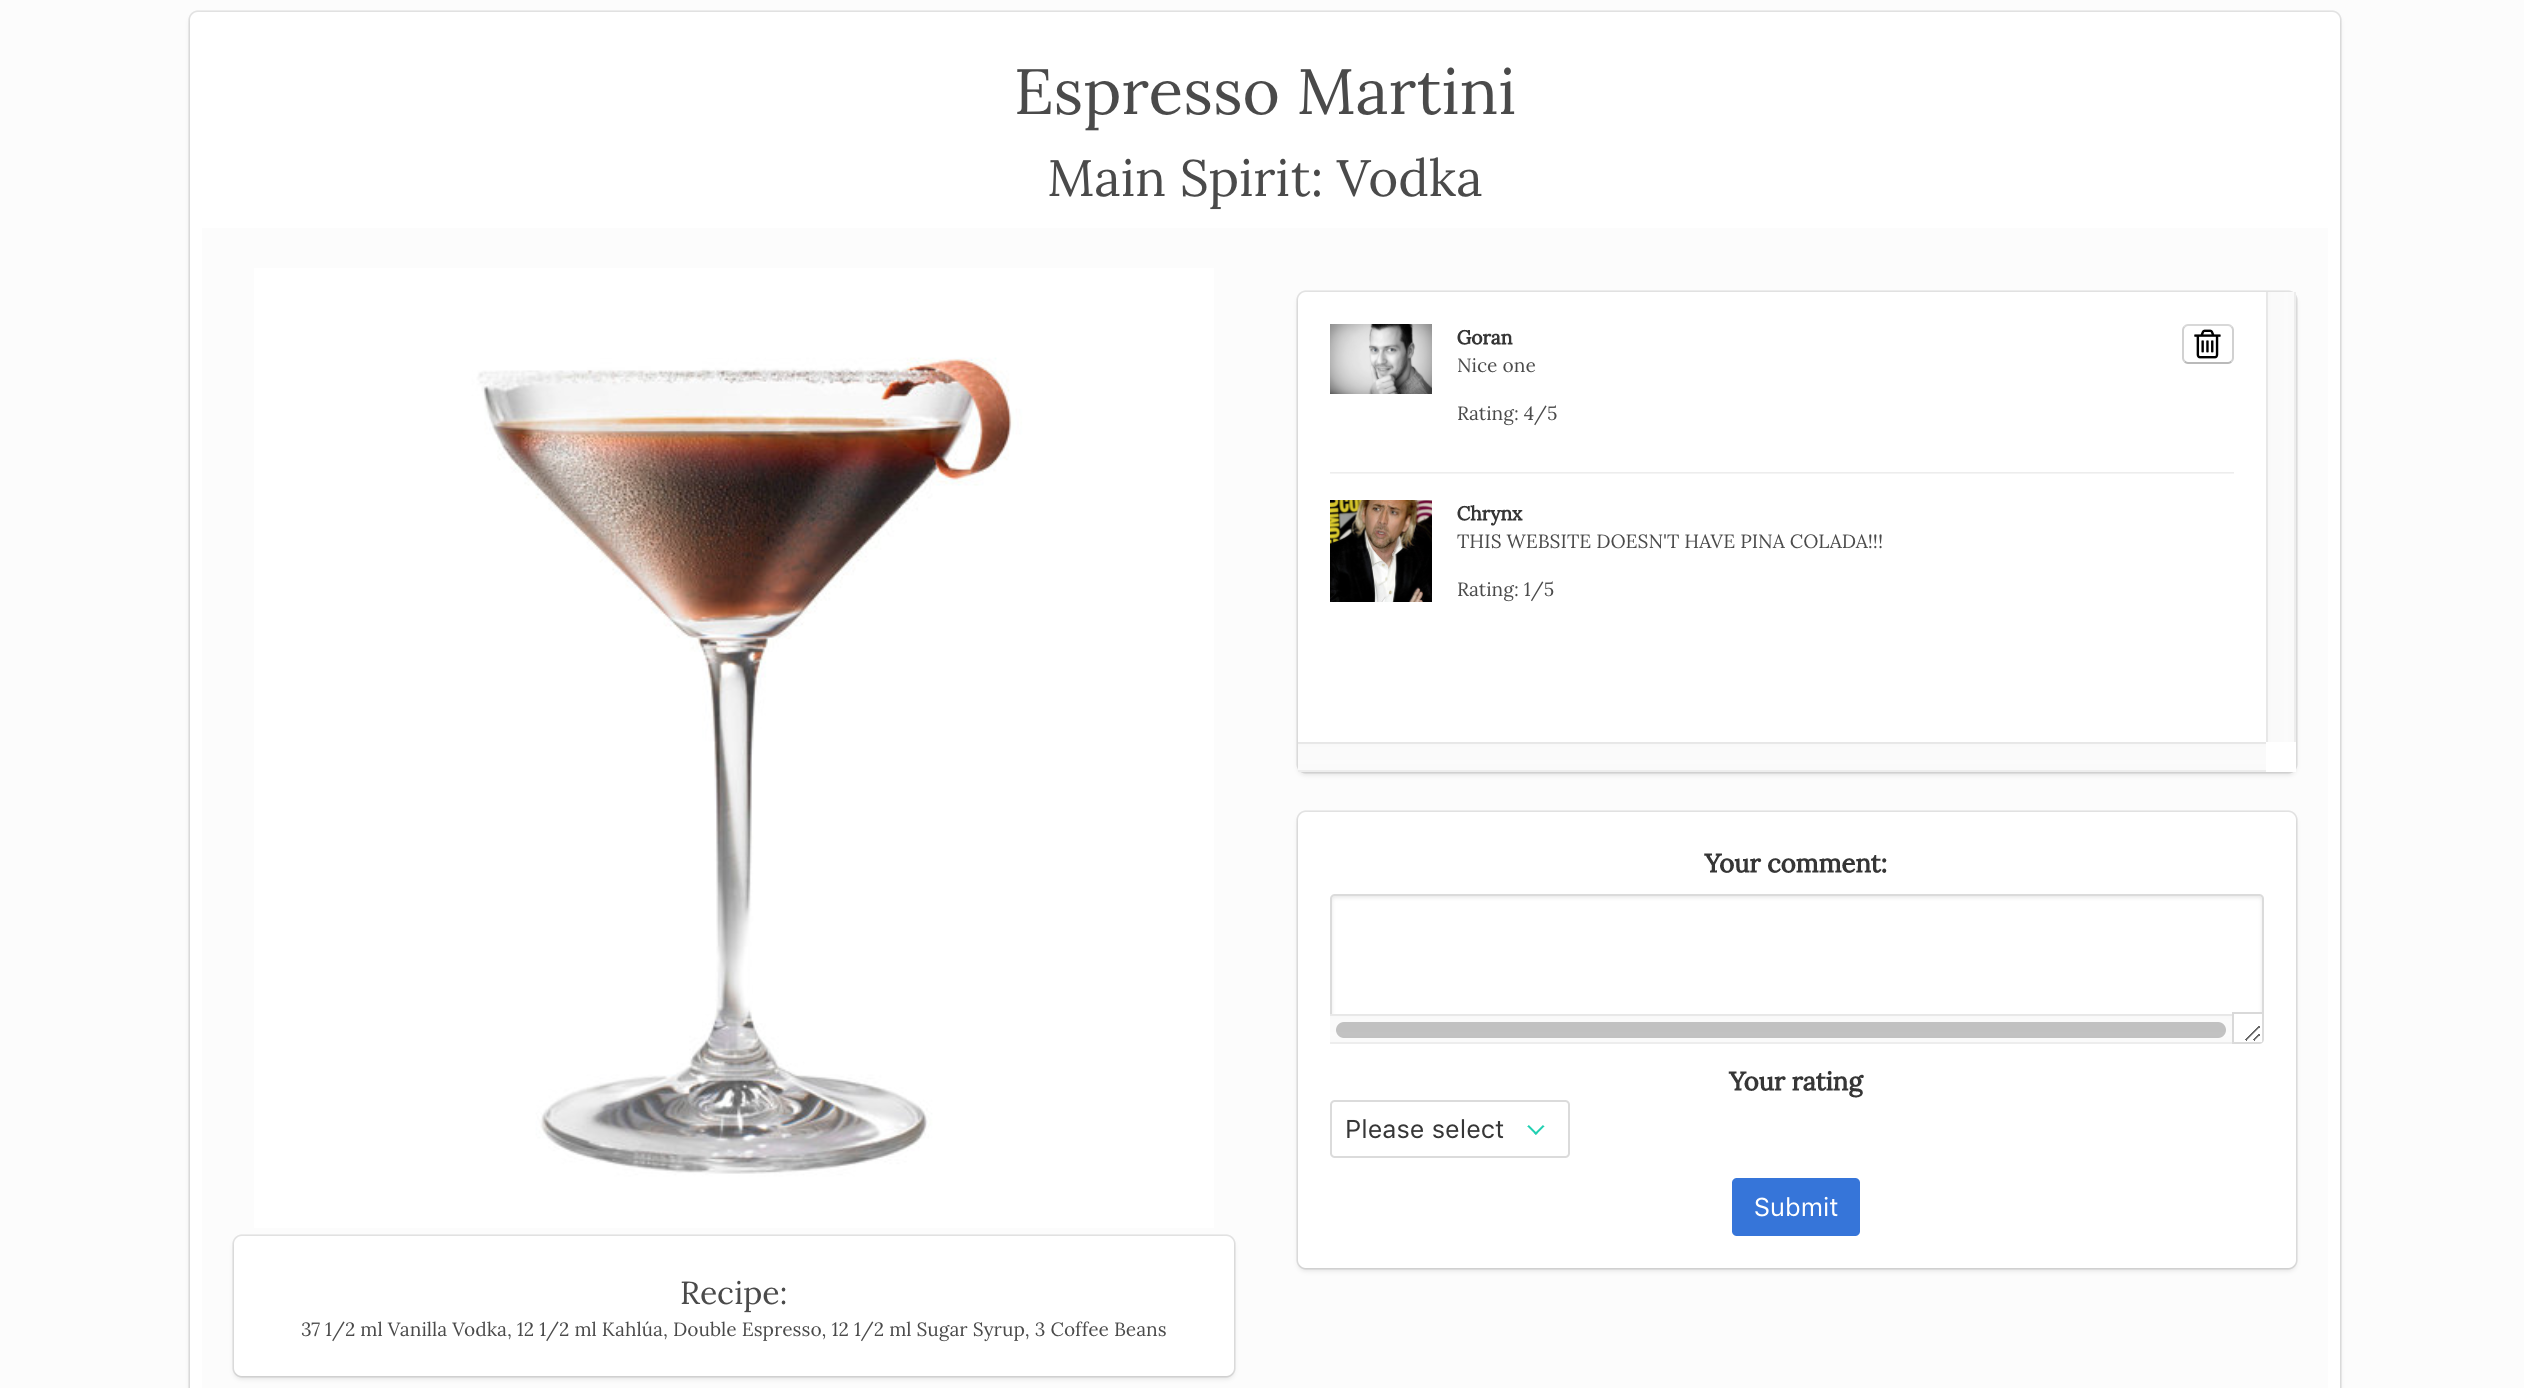 Espresso Martini
Main Spirit: Vodka
Goran
Nice one
Rating: 4/5
Chrynx
THIS WEBSITE DOESN'T HAVE PINA COLADA!!!
Rating: 1/5
Your comment:
Your rating
Please select
Submit
Recipe:
37 1/2 ml Vanilla Vodka, 12 1/2 ml Kahlúa, Double Espresso, 12 1/2 ml Sugar Syrup, 3 Coffee Beans